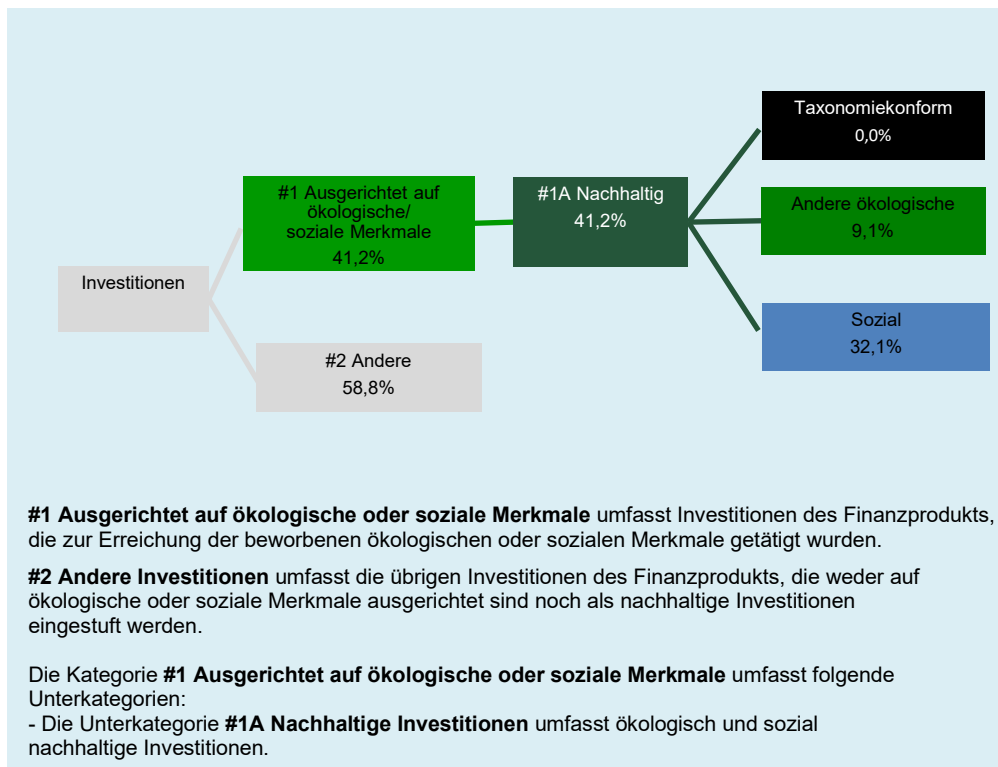 Taxonomiekonform
0,0%
#1 Ausgerichtet auf
ökologische/
soziale Merkmale
41,2%
#1A Nachhaltig
41,2%
Andere ökologische
9,1%
Investitionen
Sozial
32,1%
#2 Andere
58,8%
#1 Ausgerichtet auf ökologische oder soziale Merkmale umfasst Investitionen des Finanzprodukts,
die zur Erreichung der beworbenen ökologischen oder sozialen Merkmale getätigt wurden.
#2 Andere Investitionen umfasst die übrigen Investitionen des Finanzprodukts, die weder auf
ökologische oder soziale Merkmale ausgerichtet sind noch als nachhaltige Investitionen
eingestuft werden.
Die Kategorie #1 Ausgerichtet auf ökologische oder soziale Merkmale umfasst folgende
Unterkategorien:
- Die Unterkategorie #1A Nachhaltige Investitionen umfasst ökologisch und sozial
nachhaltige Investitionen.